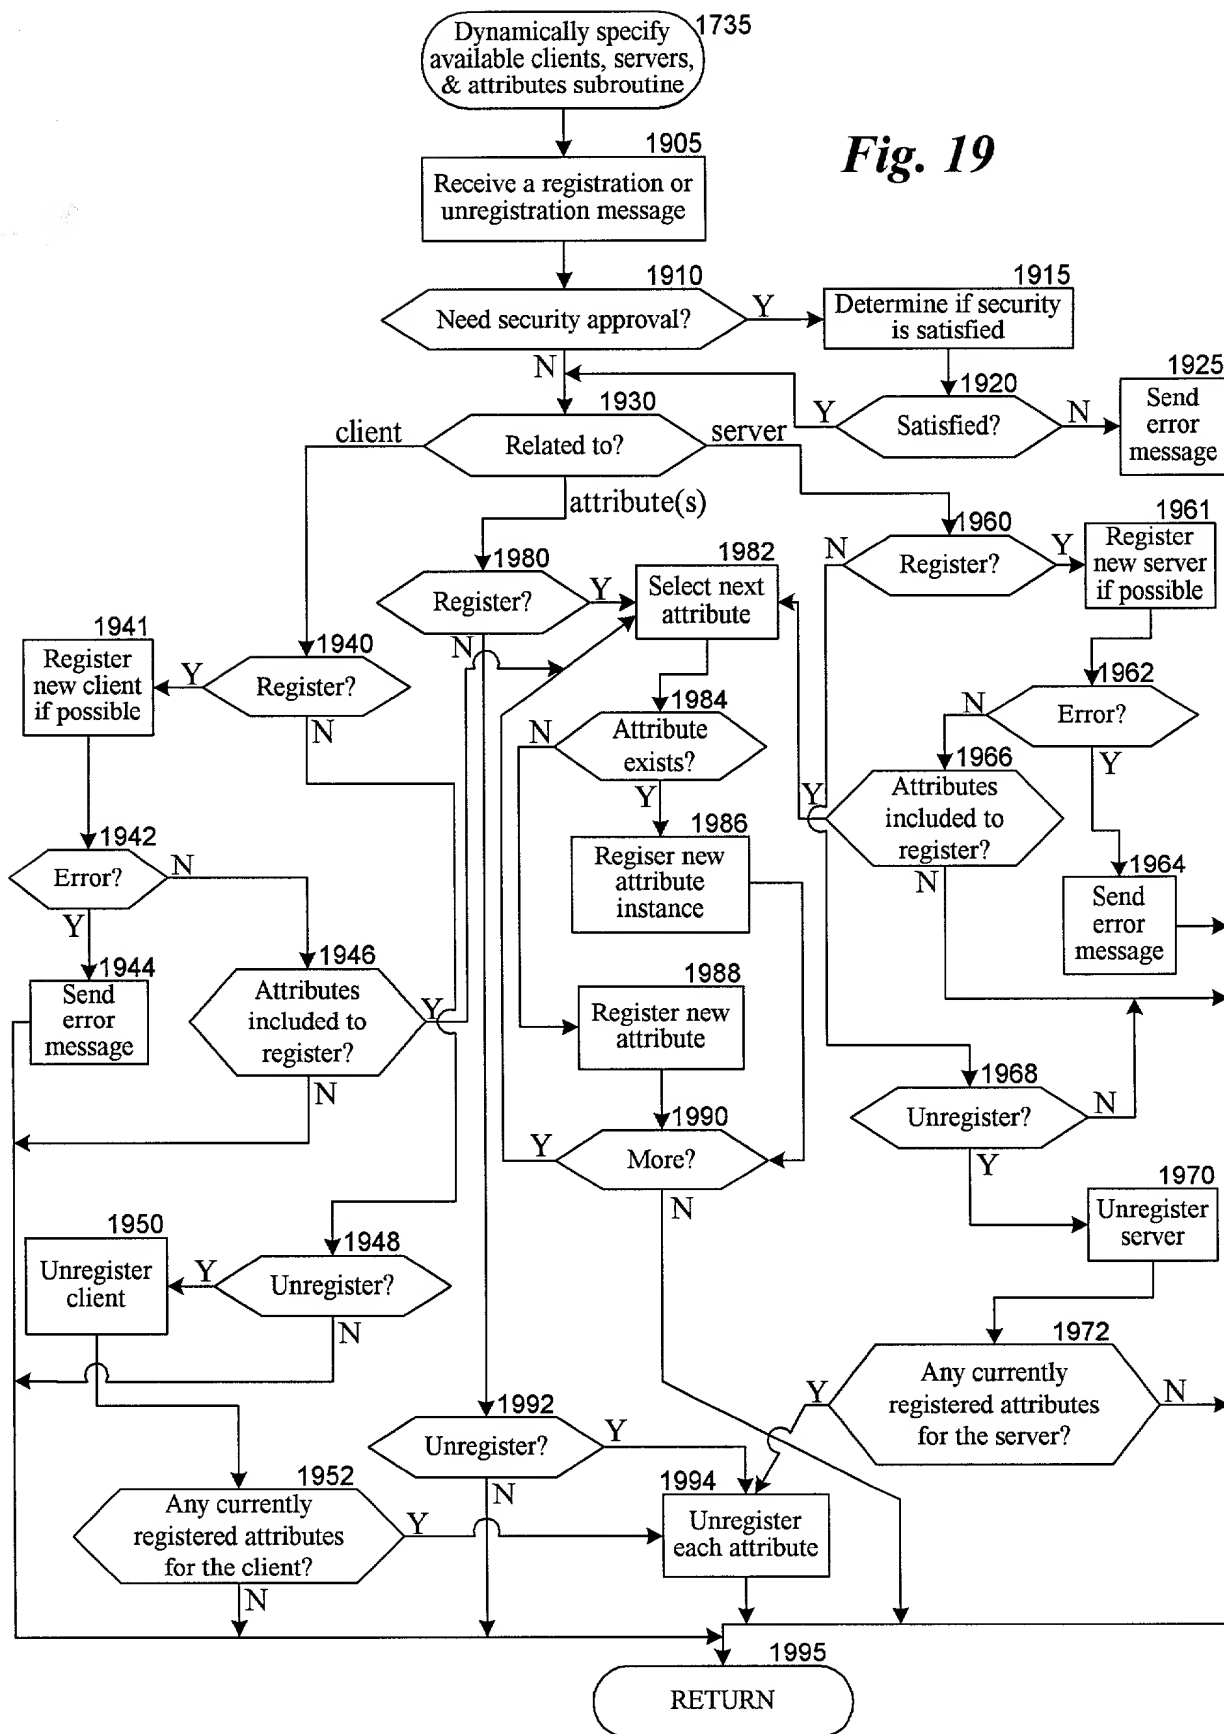 Dynamically specify
available clients, servers,
& attributes subroutine
1735
Fig. 19
1905
Receive a registration or
unregistration message
1910
Need security approval?
Y
N
1915
Determine if security
is satisfied
1920
Satisfied?
Y
N
1925
Send
error
message
1930
Related to?
client
server
attribute(s)
1960
Register?
N
Y
1961
Register
new server
if possible
1980
Register?
Y
N
1982
Select next
attribute
1941
Register
new client
if possible
1940
Register?
Y
N
1962
Error?
N
Y
1984
Attribute
exists?
N
Y
1966
Attributes
included to
register?
Y
N
1986
Regiser new
attribute
instance
1942
Error?
N
Y
1964
Send
error
message
1944
Send
error
message
1946
Attributes
included to
register?
Y
N
1988
Register new
attribute
1968
Unregister?
N
Y
1990
More?
Y
N
1970
Unregister
server
1950
Unregister
client
1948
Unregister?
Y
N
1972
Any currently
registered attributes
for the server?
Y
N
1992
Unregister?
Y
N
1952
Any currently
registered attributes
for the client?
Y
N
1994
Unregister
each attribute
1995
RETURN